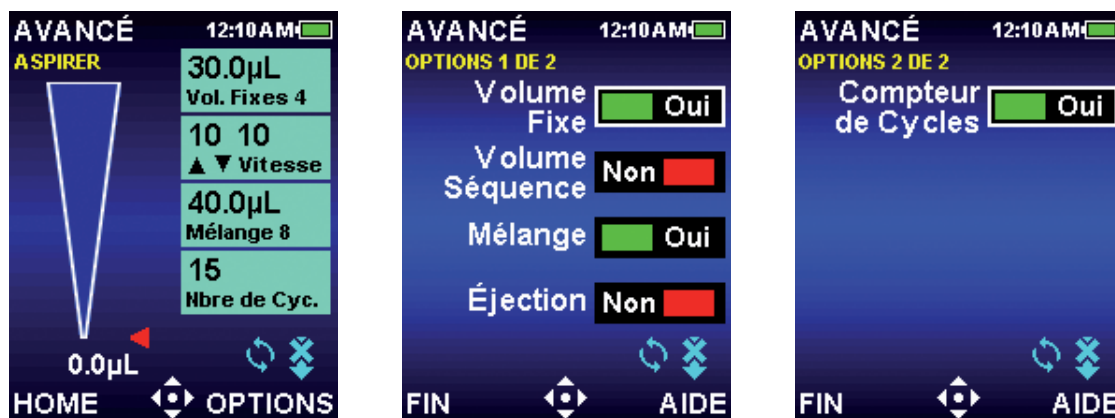 AVANCÉ 12:10AM
ASPIRER
30.0µL
Vol. Fixes 4
10 10
▲ ▼ Vitesse
40.0µL
Mélange 8
15
Nbre de Cyc.
0.0µL
HOME OPTIONS
AVANCÉ 12:10AM
OPTIONS 1 DE 2
Volume
Fixe Oui
Volume
Séquence Non
Mélange Oui
Éjection Non
FIN AIDE
AVANCÉ 12:10AM
OPTIONS 2 DE 2
Compteur
de Cycles Oui
FIN AIDE